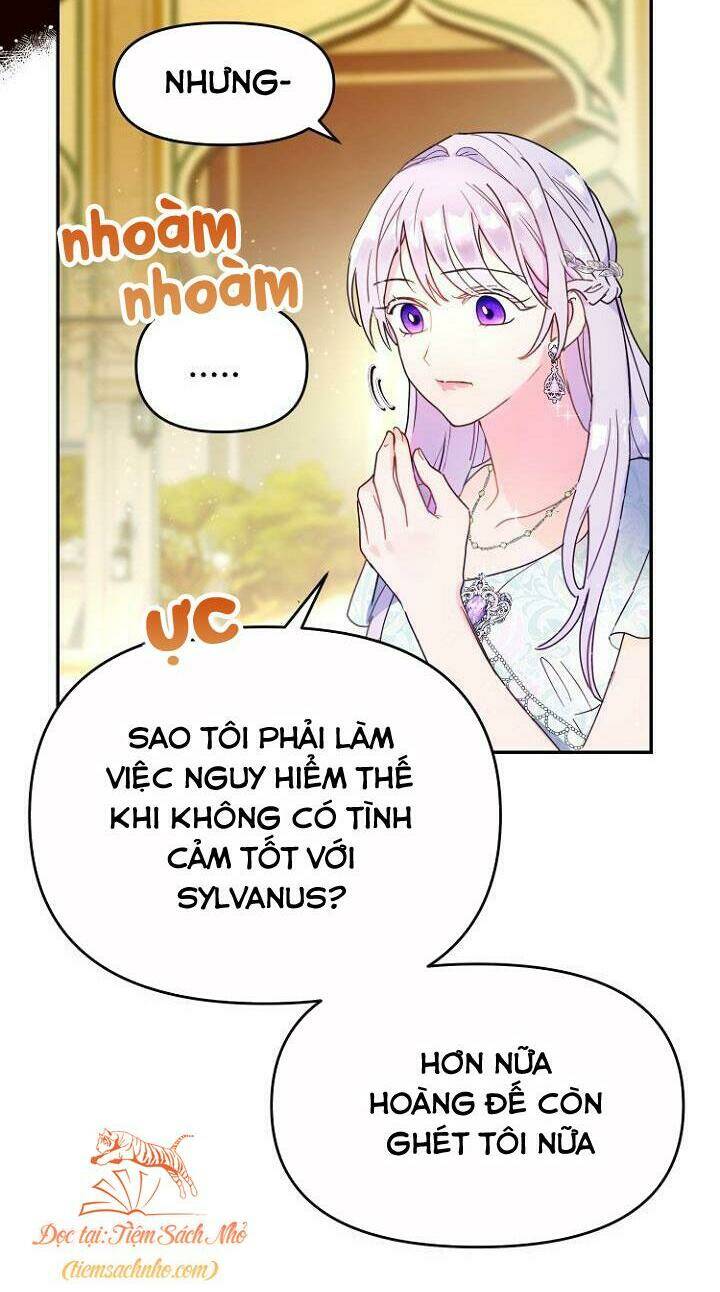 NHƯNG-
nhoàm
nhoàm
.....
ực
SAO TÔI PHẢI LÀM
VIỆC NGUY HIỂM THẾ
KHI KHÔNG CÓ TÌNH
CẢM TỐT VỚI
SYLVANUS?
HƠN NỮA
HOÀNG ĐẾ CÒN
GHÉT TÔI NỮA
Đọc tại: Tiệm Sách Nhỏ
(tiemsachnho.com)